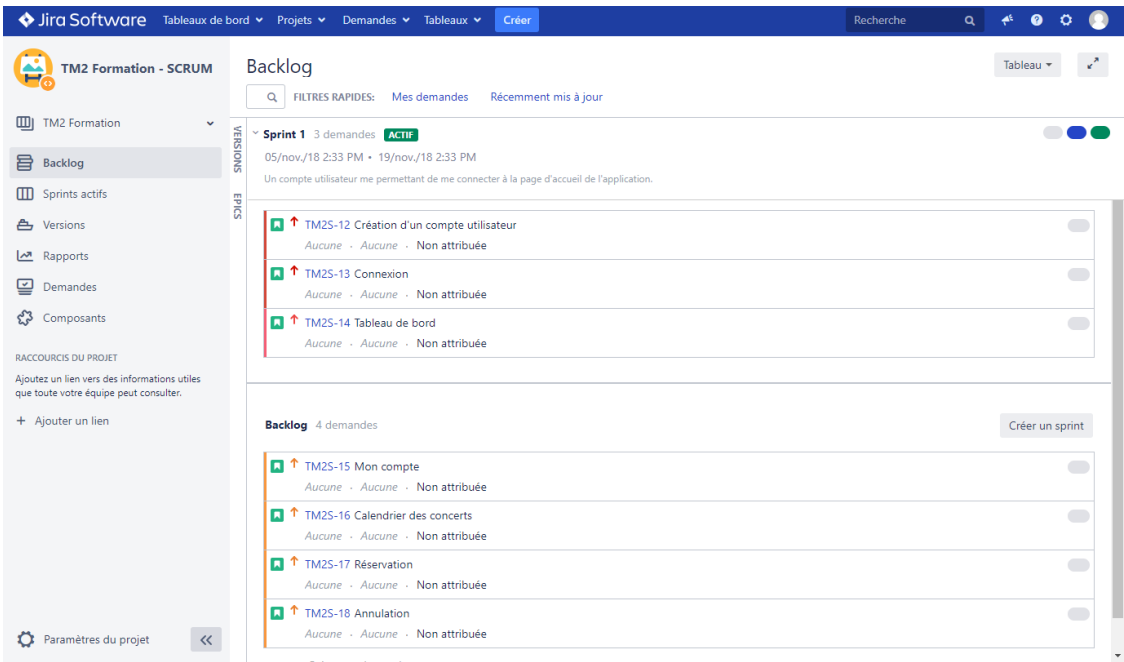 Jira Software Tableaux de bord Projets Demandes Tableaux Créer Recherche
TM2 Formation - SCRUM
TM2 Formation
Backlog
Sprints actifs
Versions
Rapports
Demandes
Composants
RACCOURCIS DU PROJET
Ajoutez un lien vers des informations utiles
que toute votre équipe peut consulter.
+ Ajouter un lien
Paramètres du projet
Backlog
Tableau
FILTRES RAPIDES: Mes demandes Récemment mis à jour
VERSIONS
EPICS
Sprint 1 3 demandes ACTIF
05/nov./18 2:33 PM • 19/nov./18 2:33 PM
Un compte utilisateur me permettant de me connecter à la page d'accueil de l'application.
TM2S-12 Création d'un compte utilisateur
Aucune · Aucune · Non attribuée
TM2S-13 Connexion
Aucune · Aucune · Non attribuée
TM2S-14 Tableau de bord
Aucune · Aucune · Non attribuée
Backlog 4 demandes Créer un sprint
TM2S-15 Mon compte
Aucune · Aucune · Non attribuée
TM2S-16 Calendrier des concerts
Aucune · Aucune · Non attribuée
TM2S-17 Réservation
Aucune · Aucune · Non attribuée
TM2S-18 Annulation
Aucune · Aucune · Non attribuée